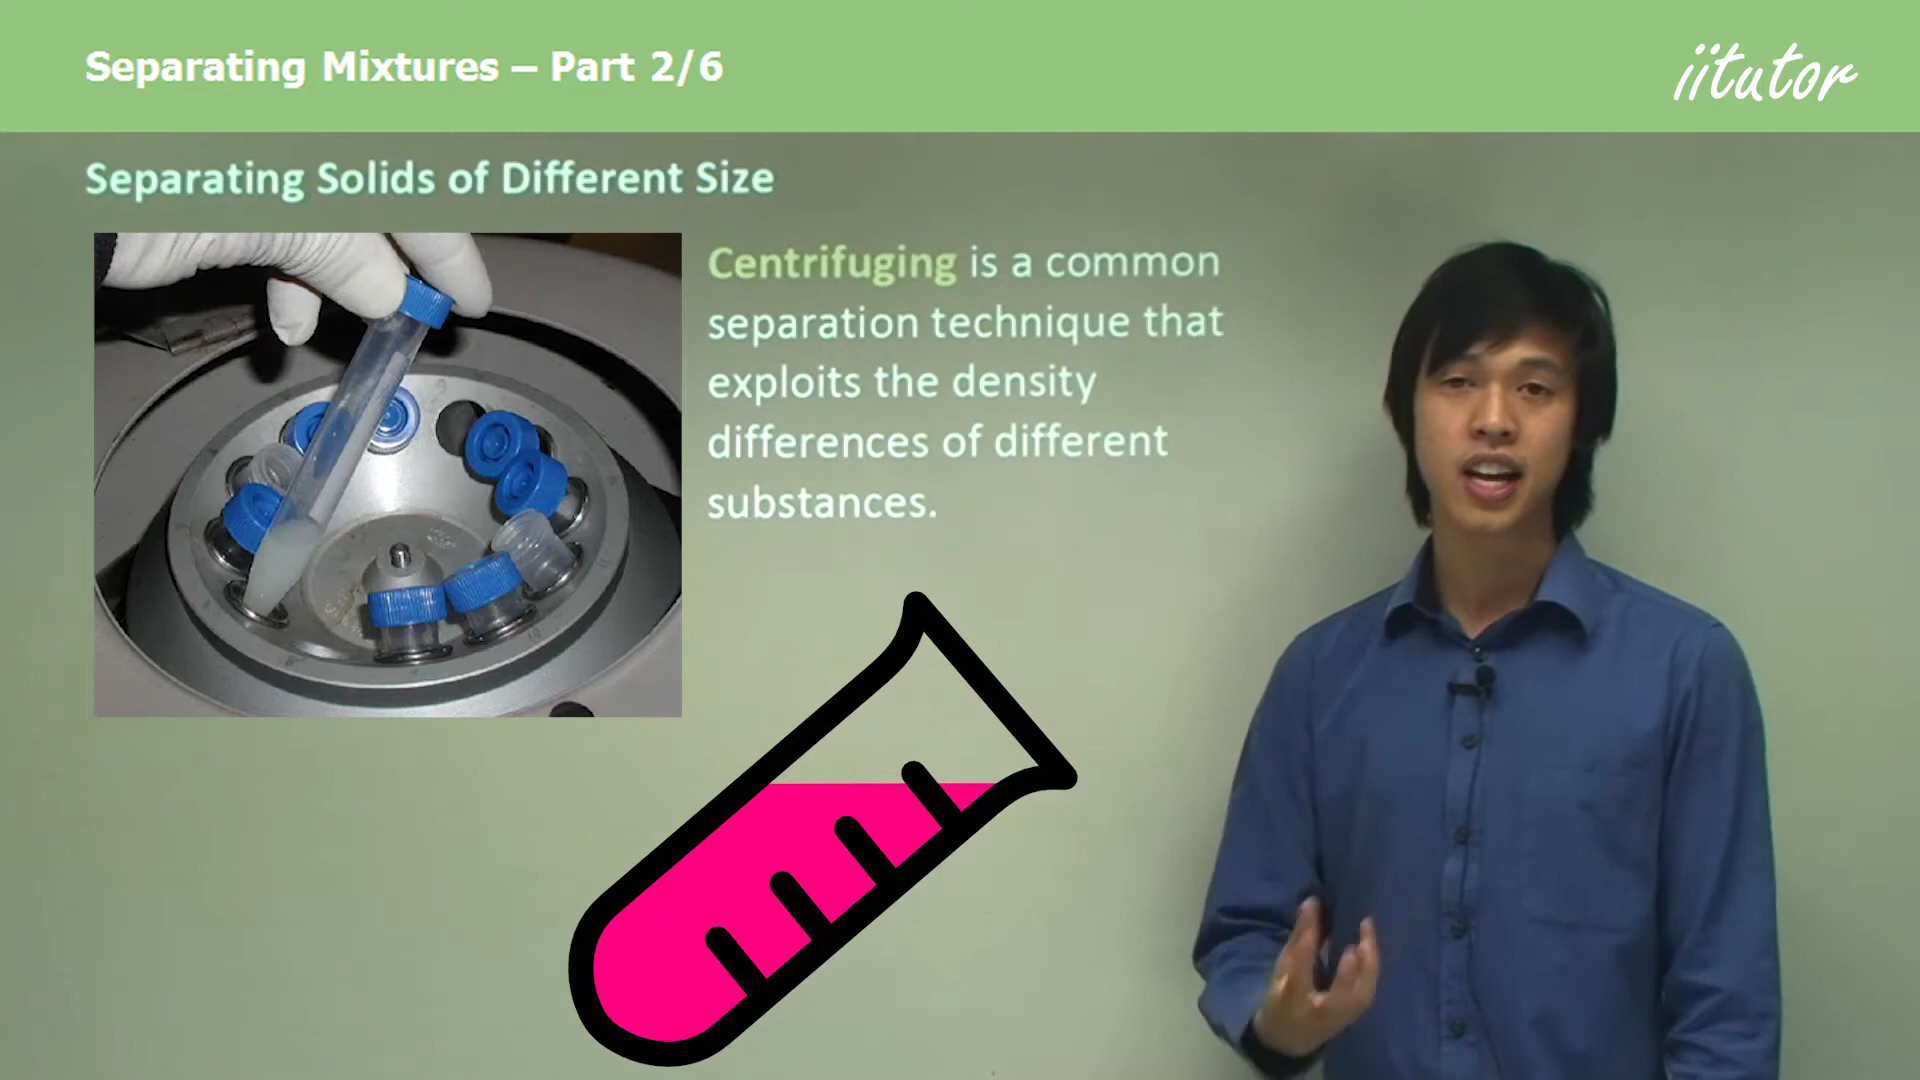 Separating Mixtures – Part 2/6
iitutor
Separating Solids of Different Size
Centrifuging is a common
separation technique that
exploits the density
differences of different
substances.